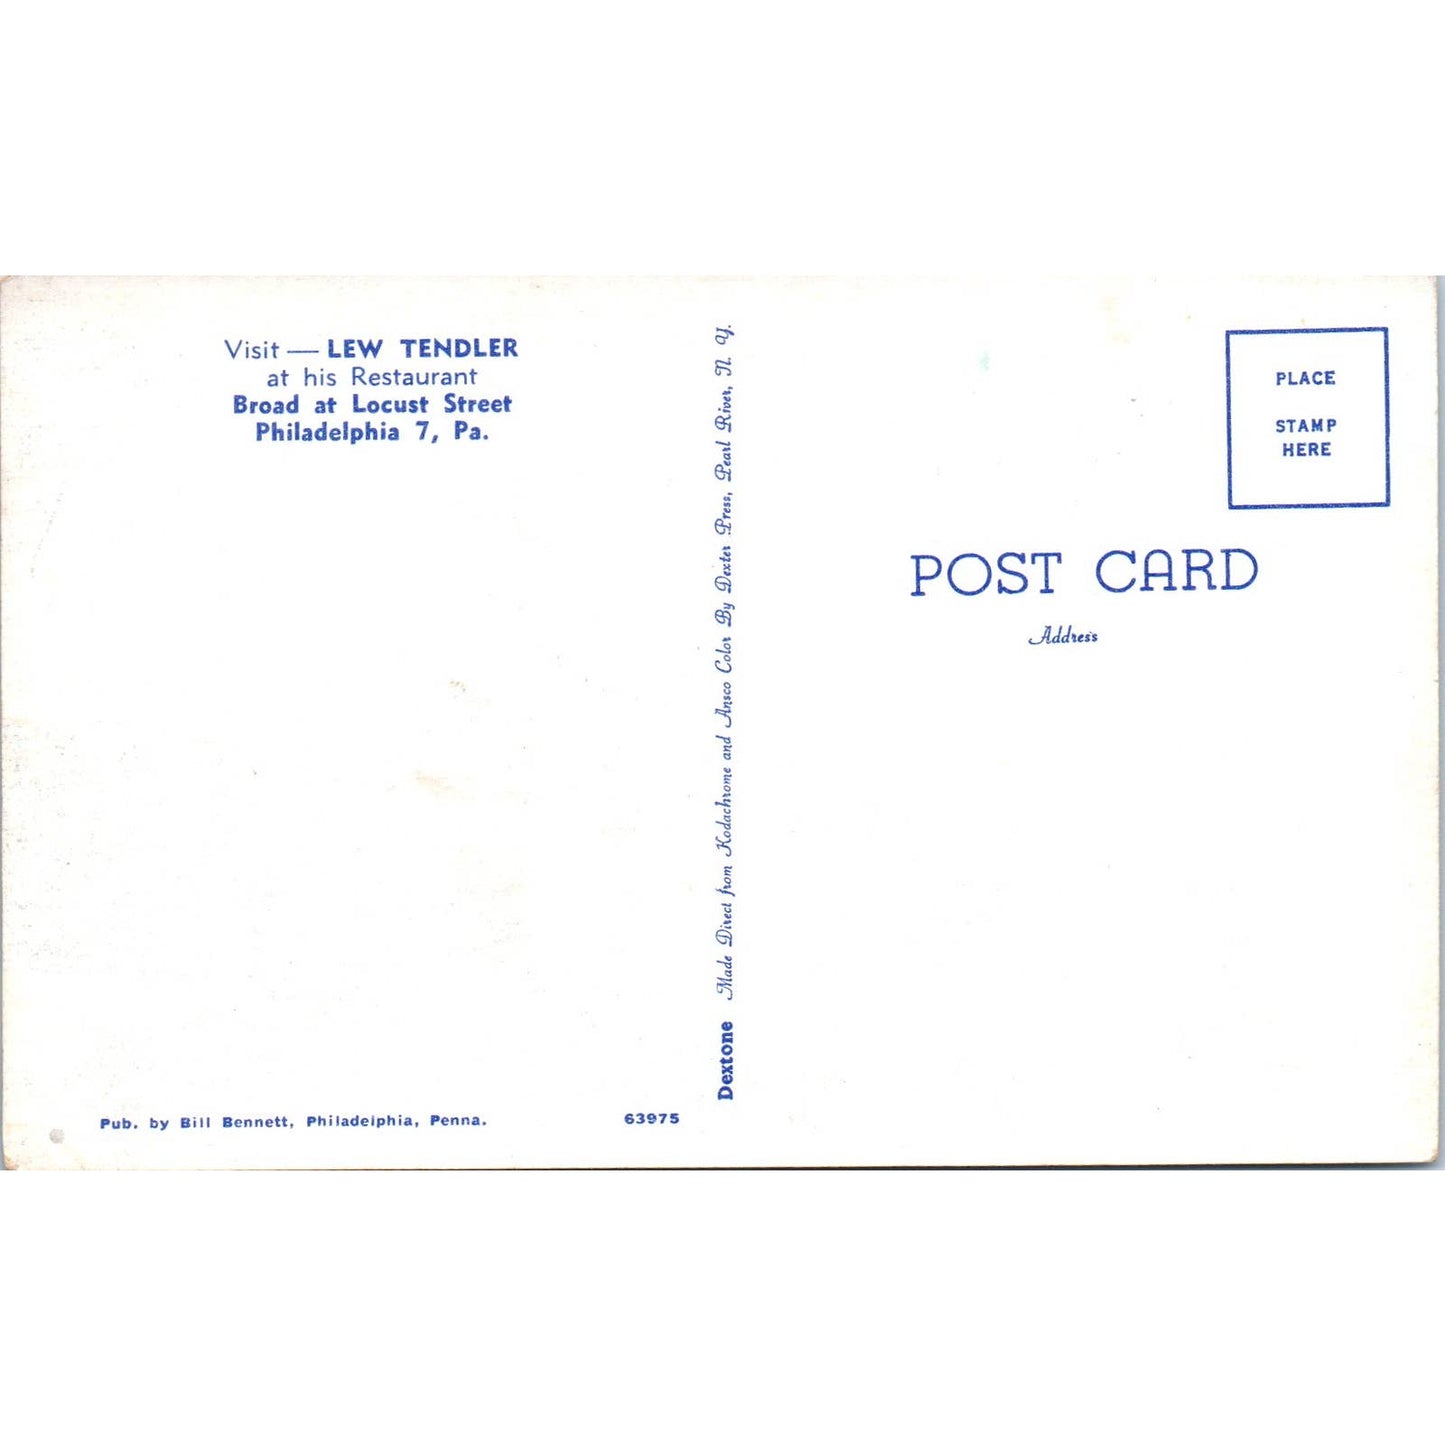 Visit — LEW TENDLER
at his Restaurant
Broad at Locust Street
Philadelphia 7, Pa.
Pub. by Bill Bennett, Philadelphia, Penna.
63975
Dextone Made Direct from Kodachrome and Ansco Color By Dexter Press, Pearl River, N. Y.
PLACE
STAMP
HERE
POST CARD
Address